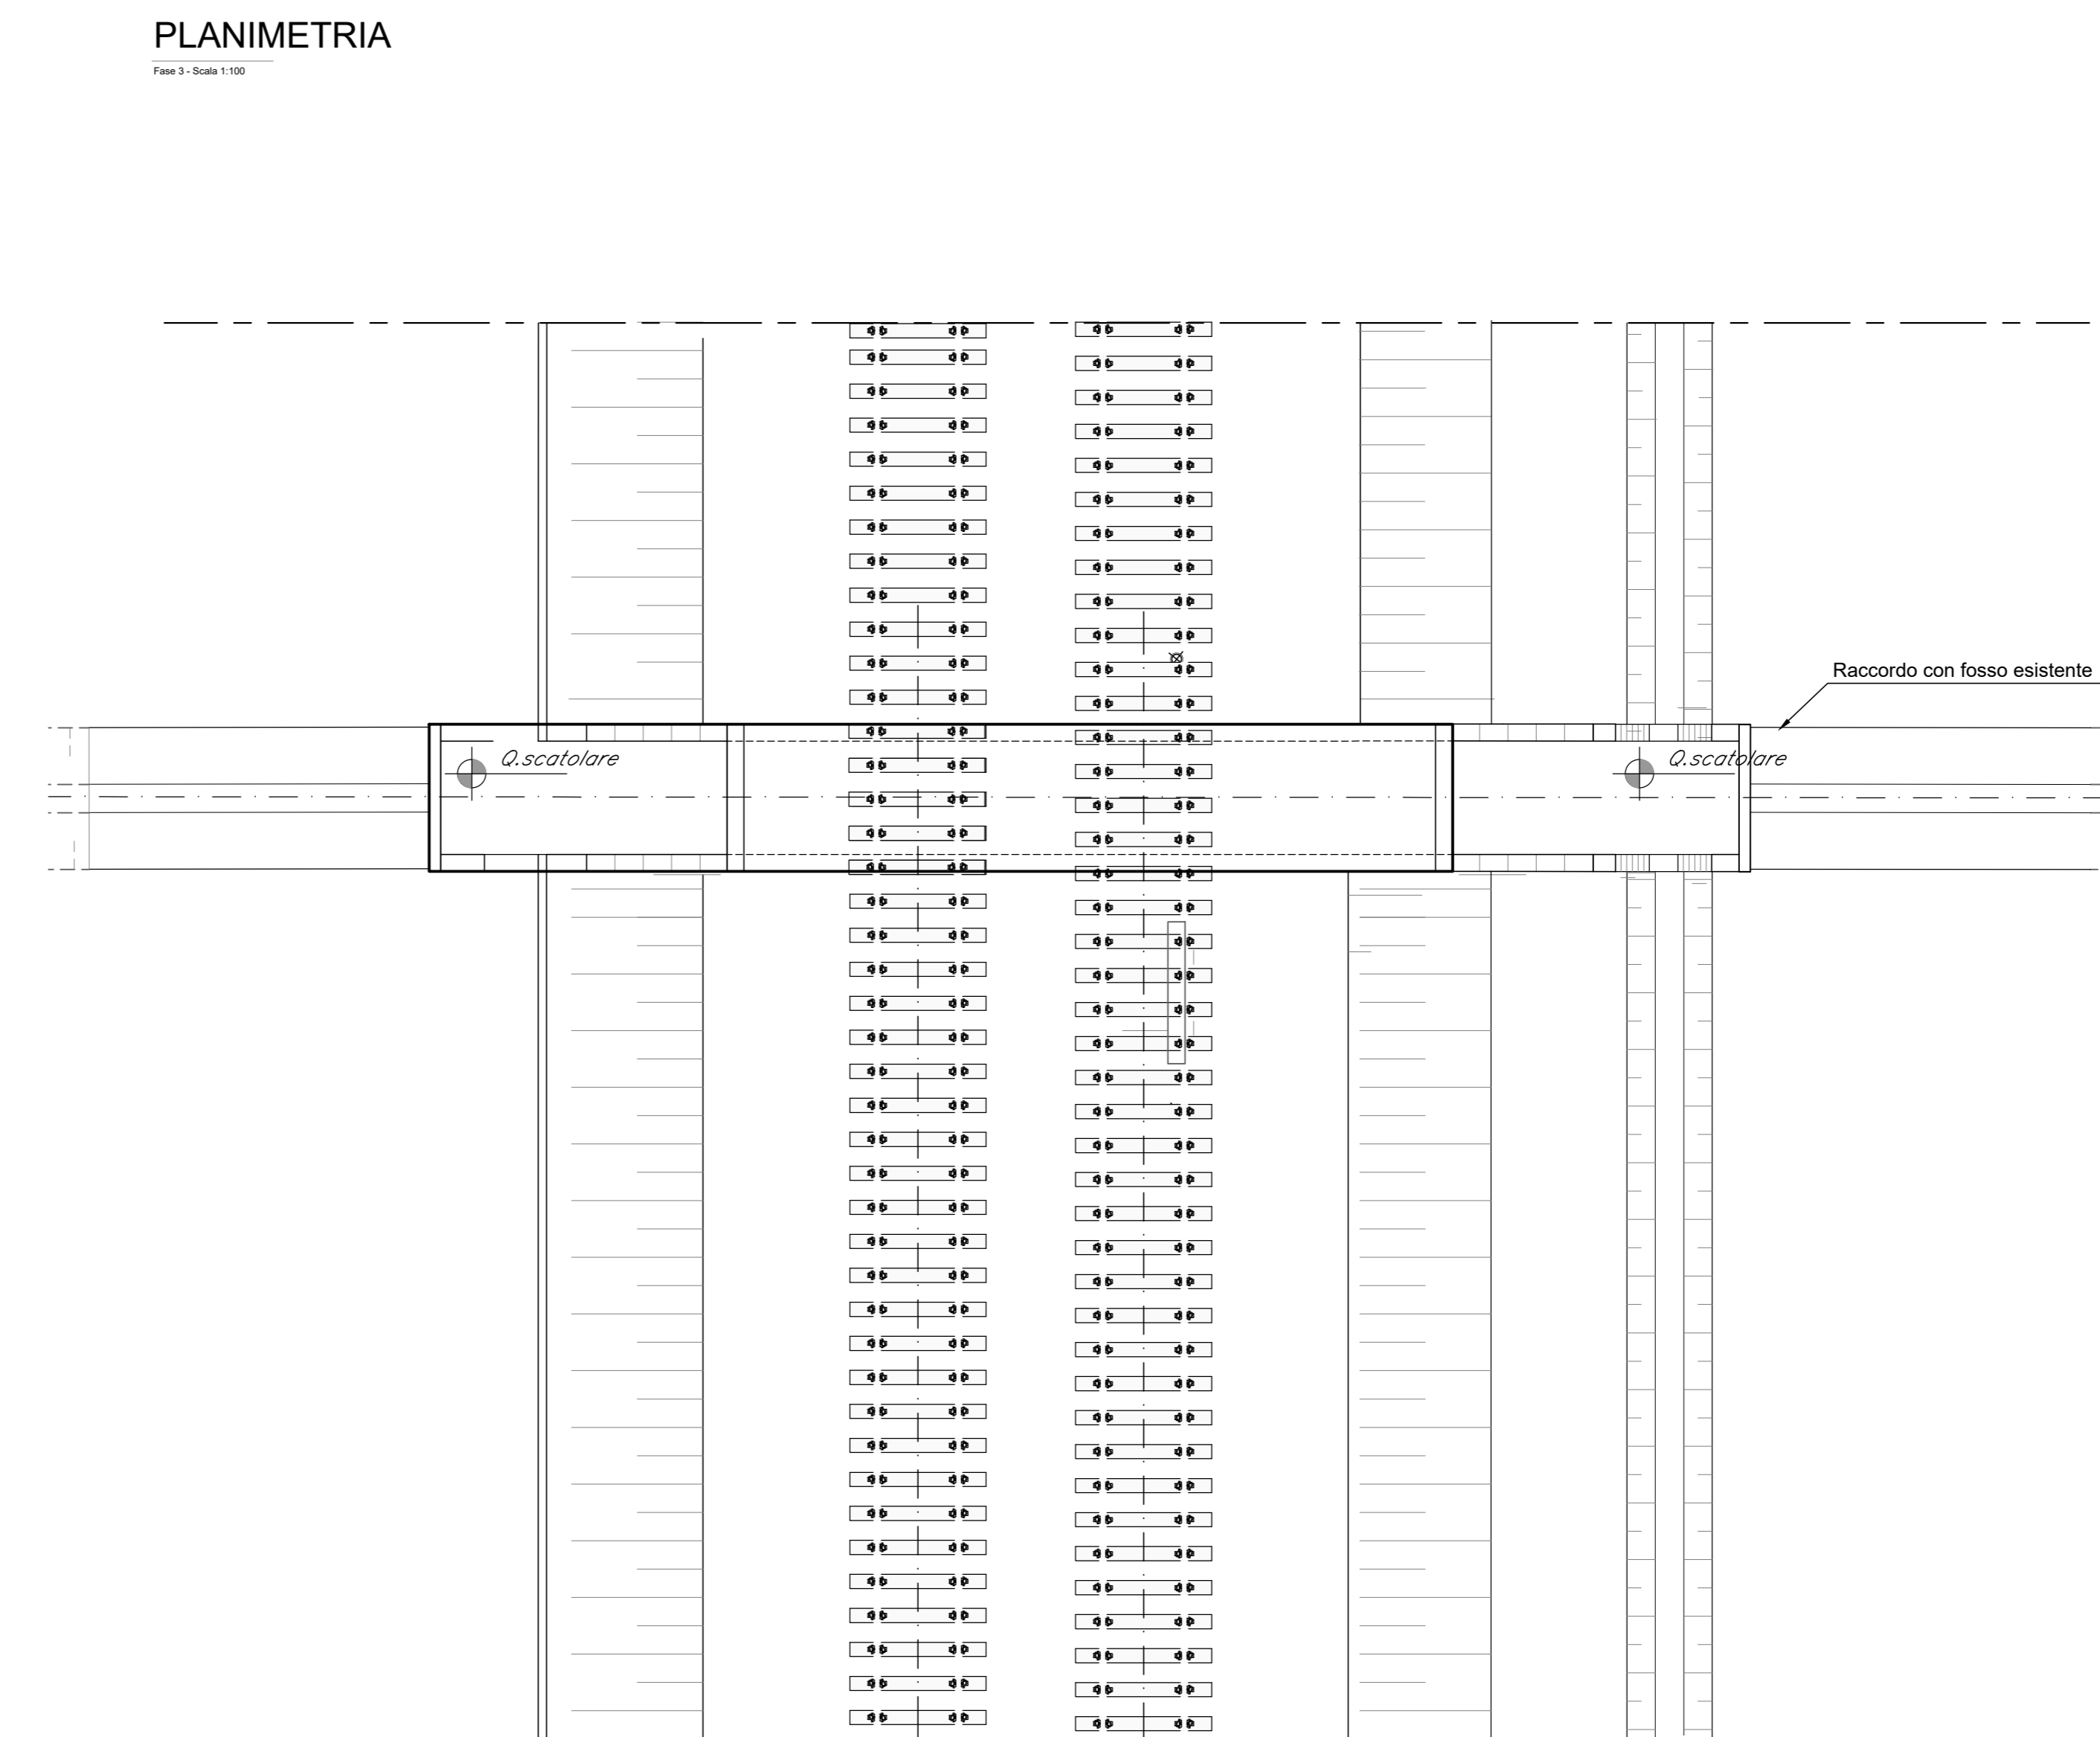 PLANIMETRIA
Fase 3 - Scala 1:100
Raccordo con fosso esistente
Q.scatolare
Q.scatolare